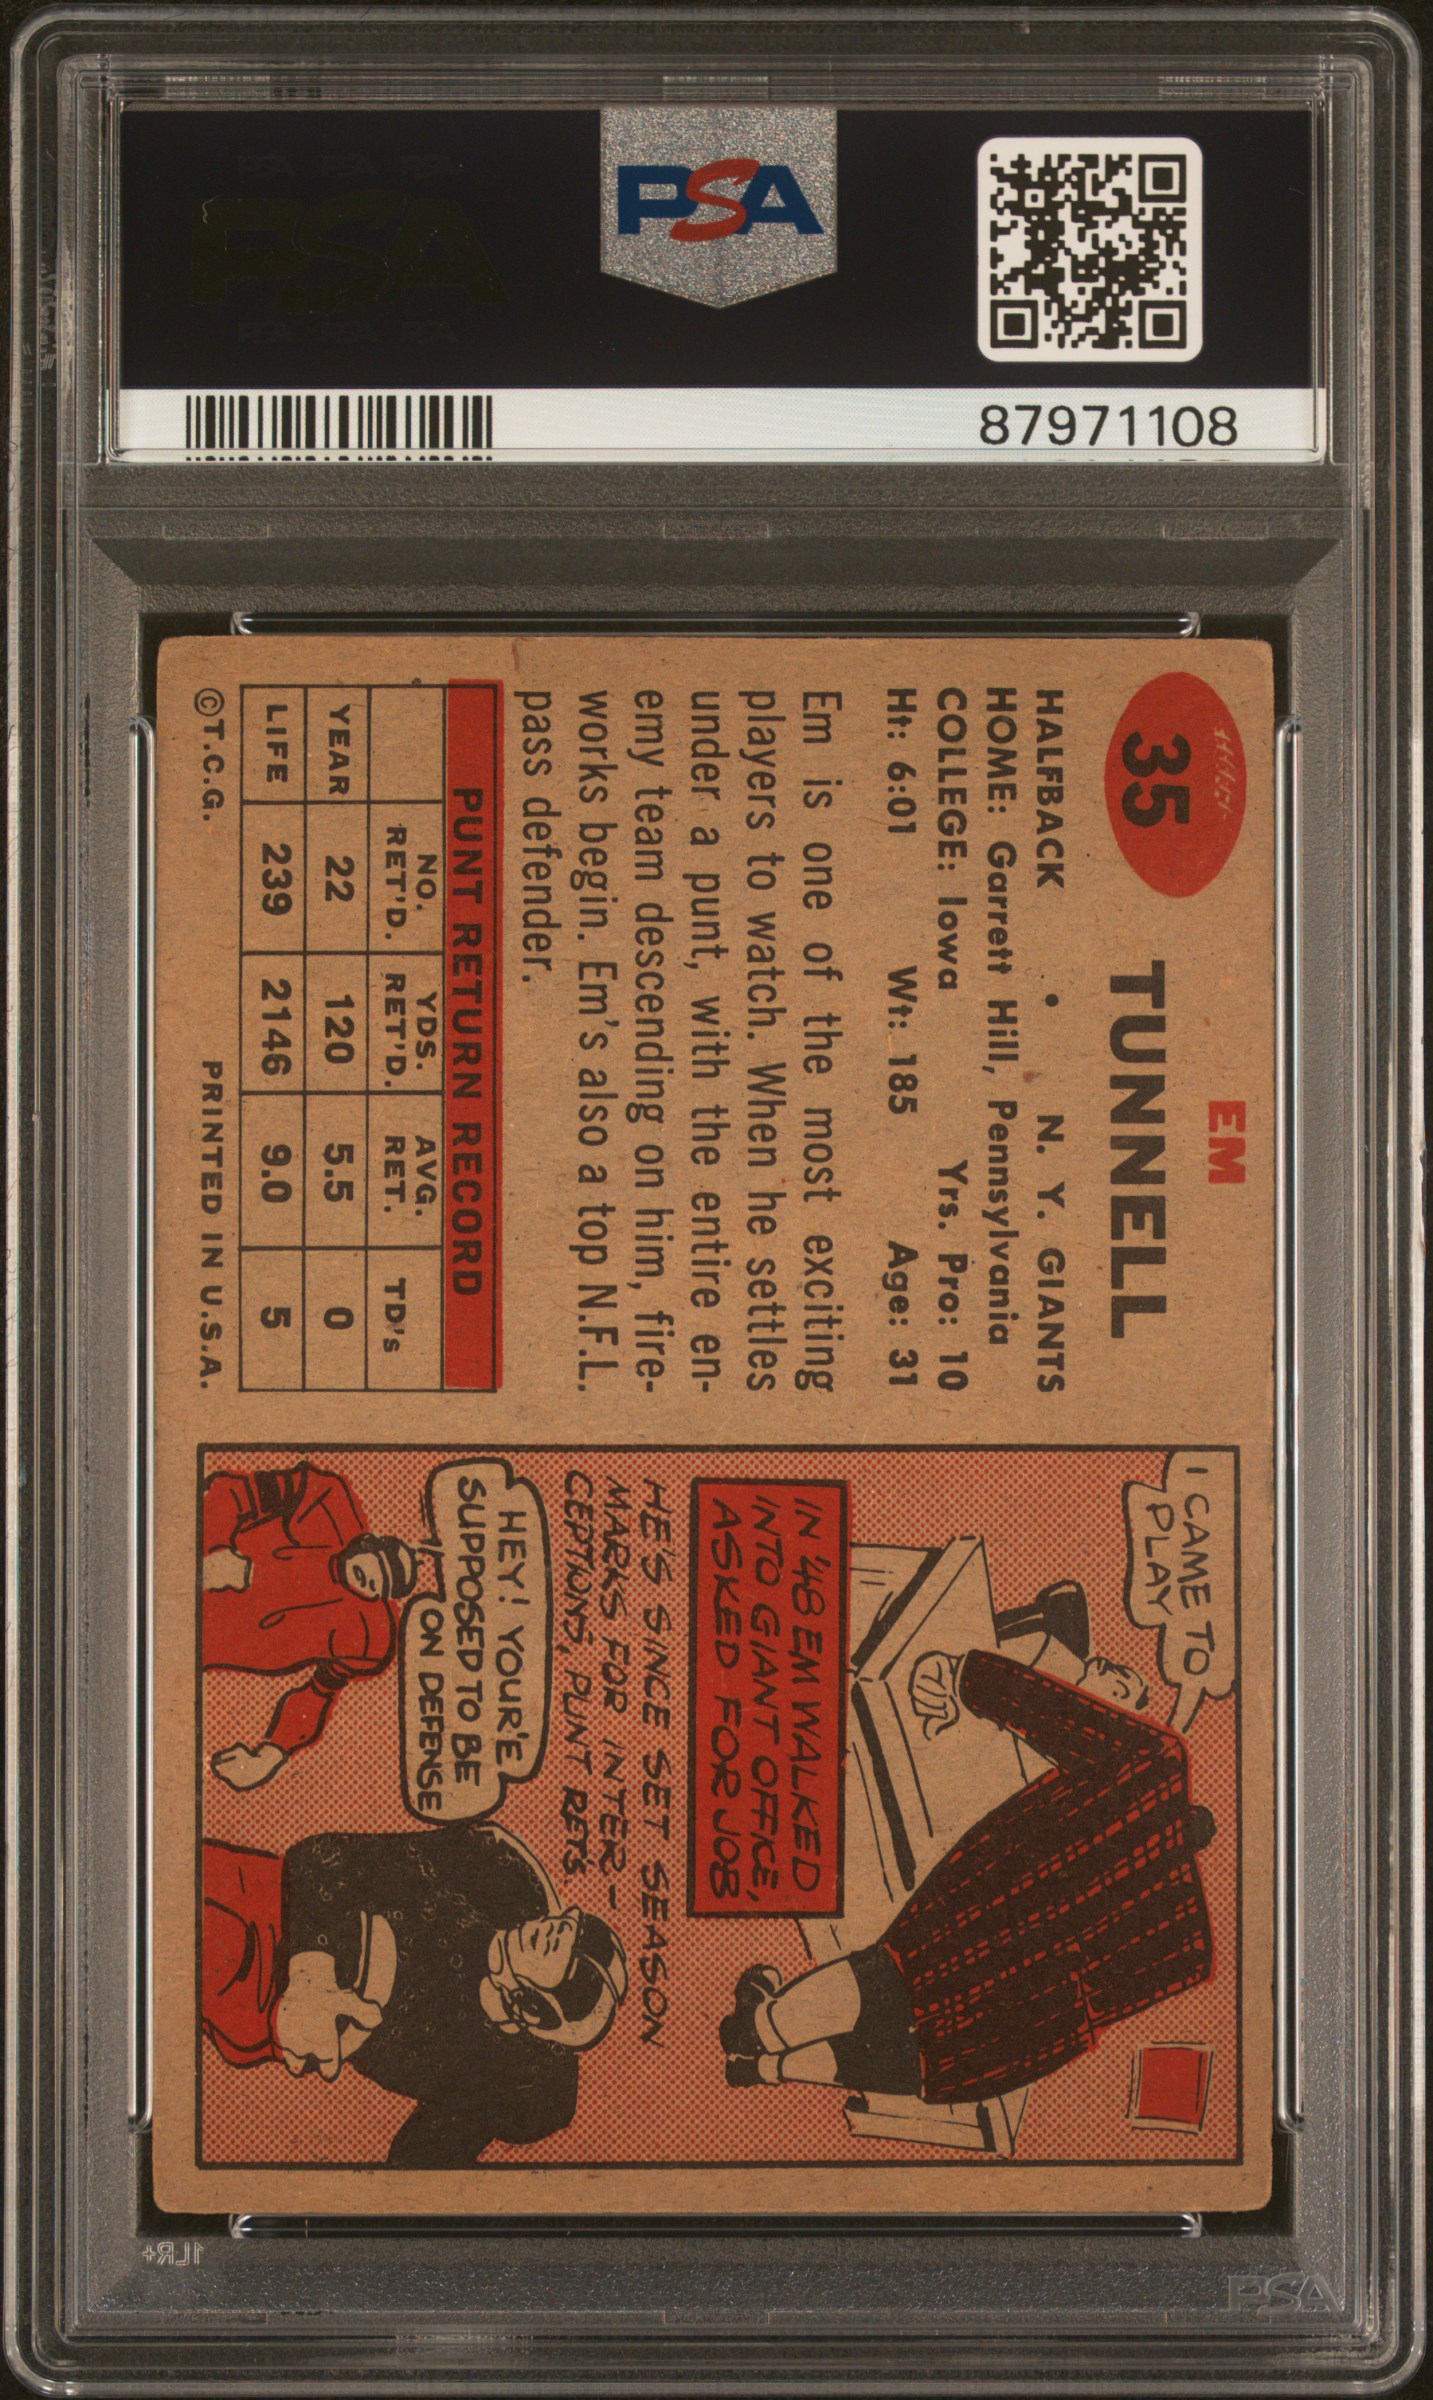 PSA
87971108
35
EM
TUNNELL
HALFBACK • N. Y. GIANTS
HOME: Garrett Hill, Pennsylvania
COLLEGE: Iowa Yrs. Pro: 10
Ht: 6:01 Wt: 185 Age: 31
Em is one of the most exciting
players to watch. When he settles
under a punt, with the entire en-
emy team descending on him, fire-
works begin. Em's also a top N.F.L.
pass defender.
PUNT RETURN RECORD
NO. RET'D. YDS. RET'D. AVG. RET. TD's
YEAR 22 120 5.5 0
LIFE 239 2146 9.0 5
©T.C.G. PRINTED IN U.S.A.
I CAME TO
PLAY
IN '48 EM WALKED
INTO GIANT OFFICE,
ASKED FOR JOB
HE'S SINCE SET SEASON
MARKS FOR INTER-
CEPTIONS, PUNT RETS.
HEY! YOUR'E
SUPPOSED TO BE
ON DEFENSE
1LR+
PSA